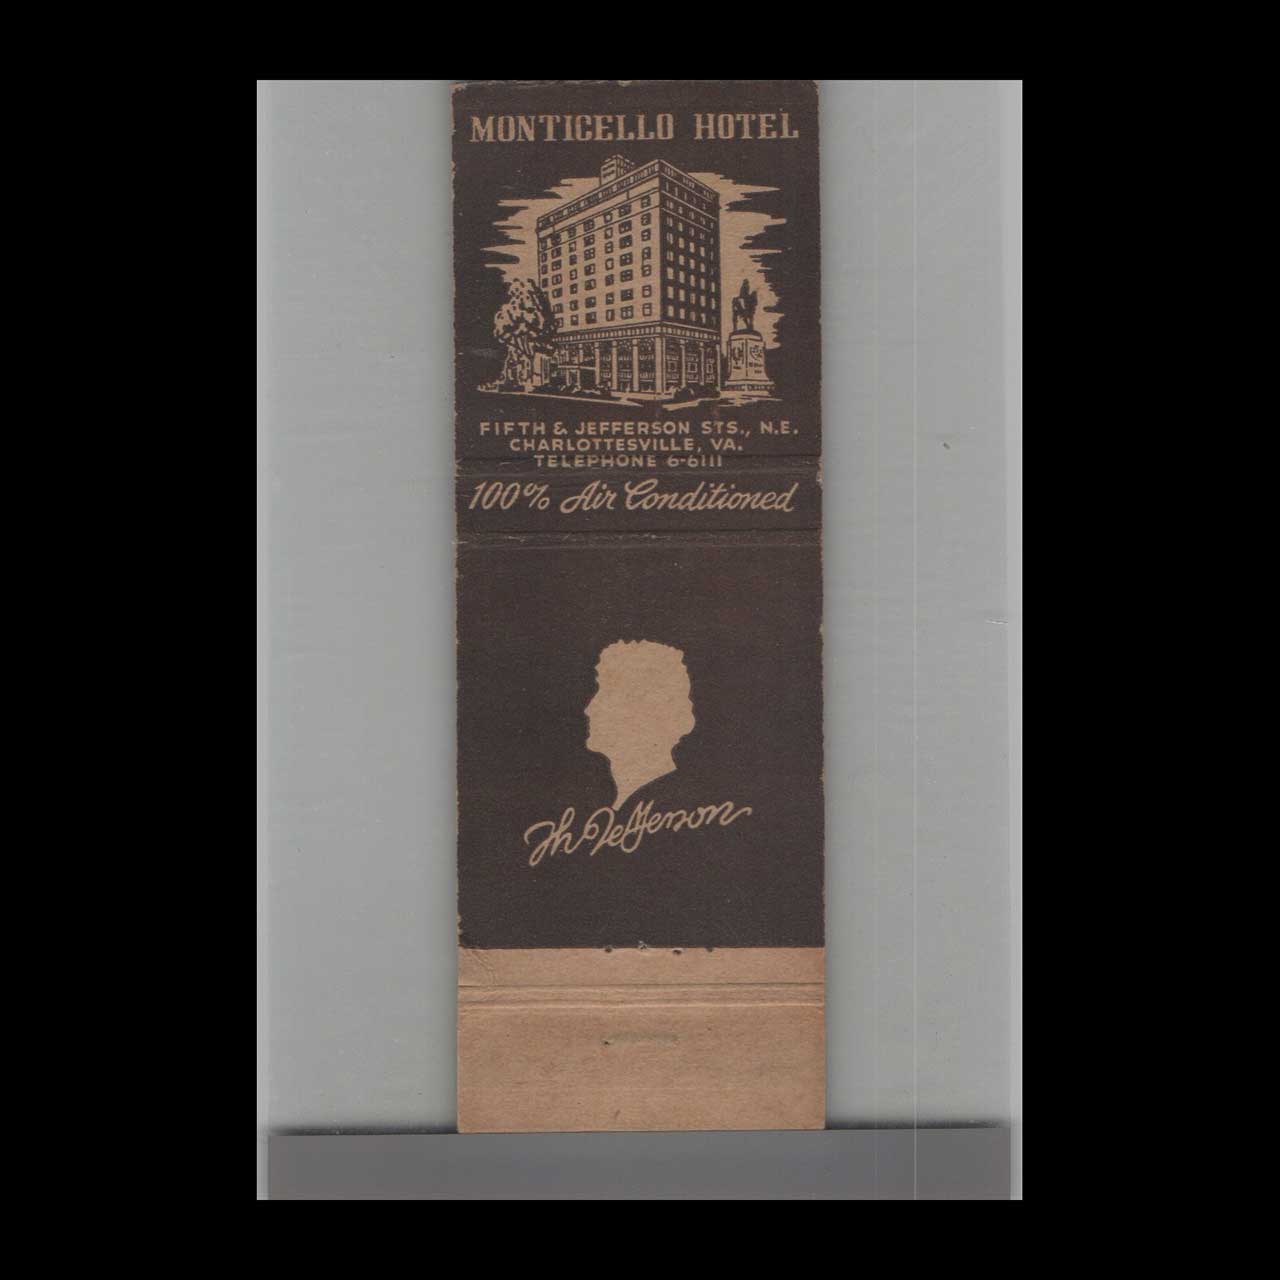 MONTICELLO HOTEL
FIFTH & JEFFERSON STS., N.E.
CHARLOTTESVILLE, VA.
TELEPHONE 6-6111
100% Air Conditioned
Th Jefferson